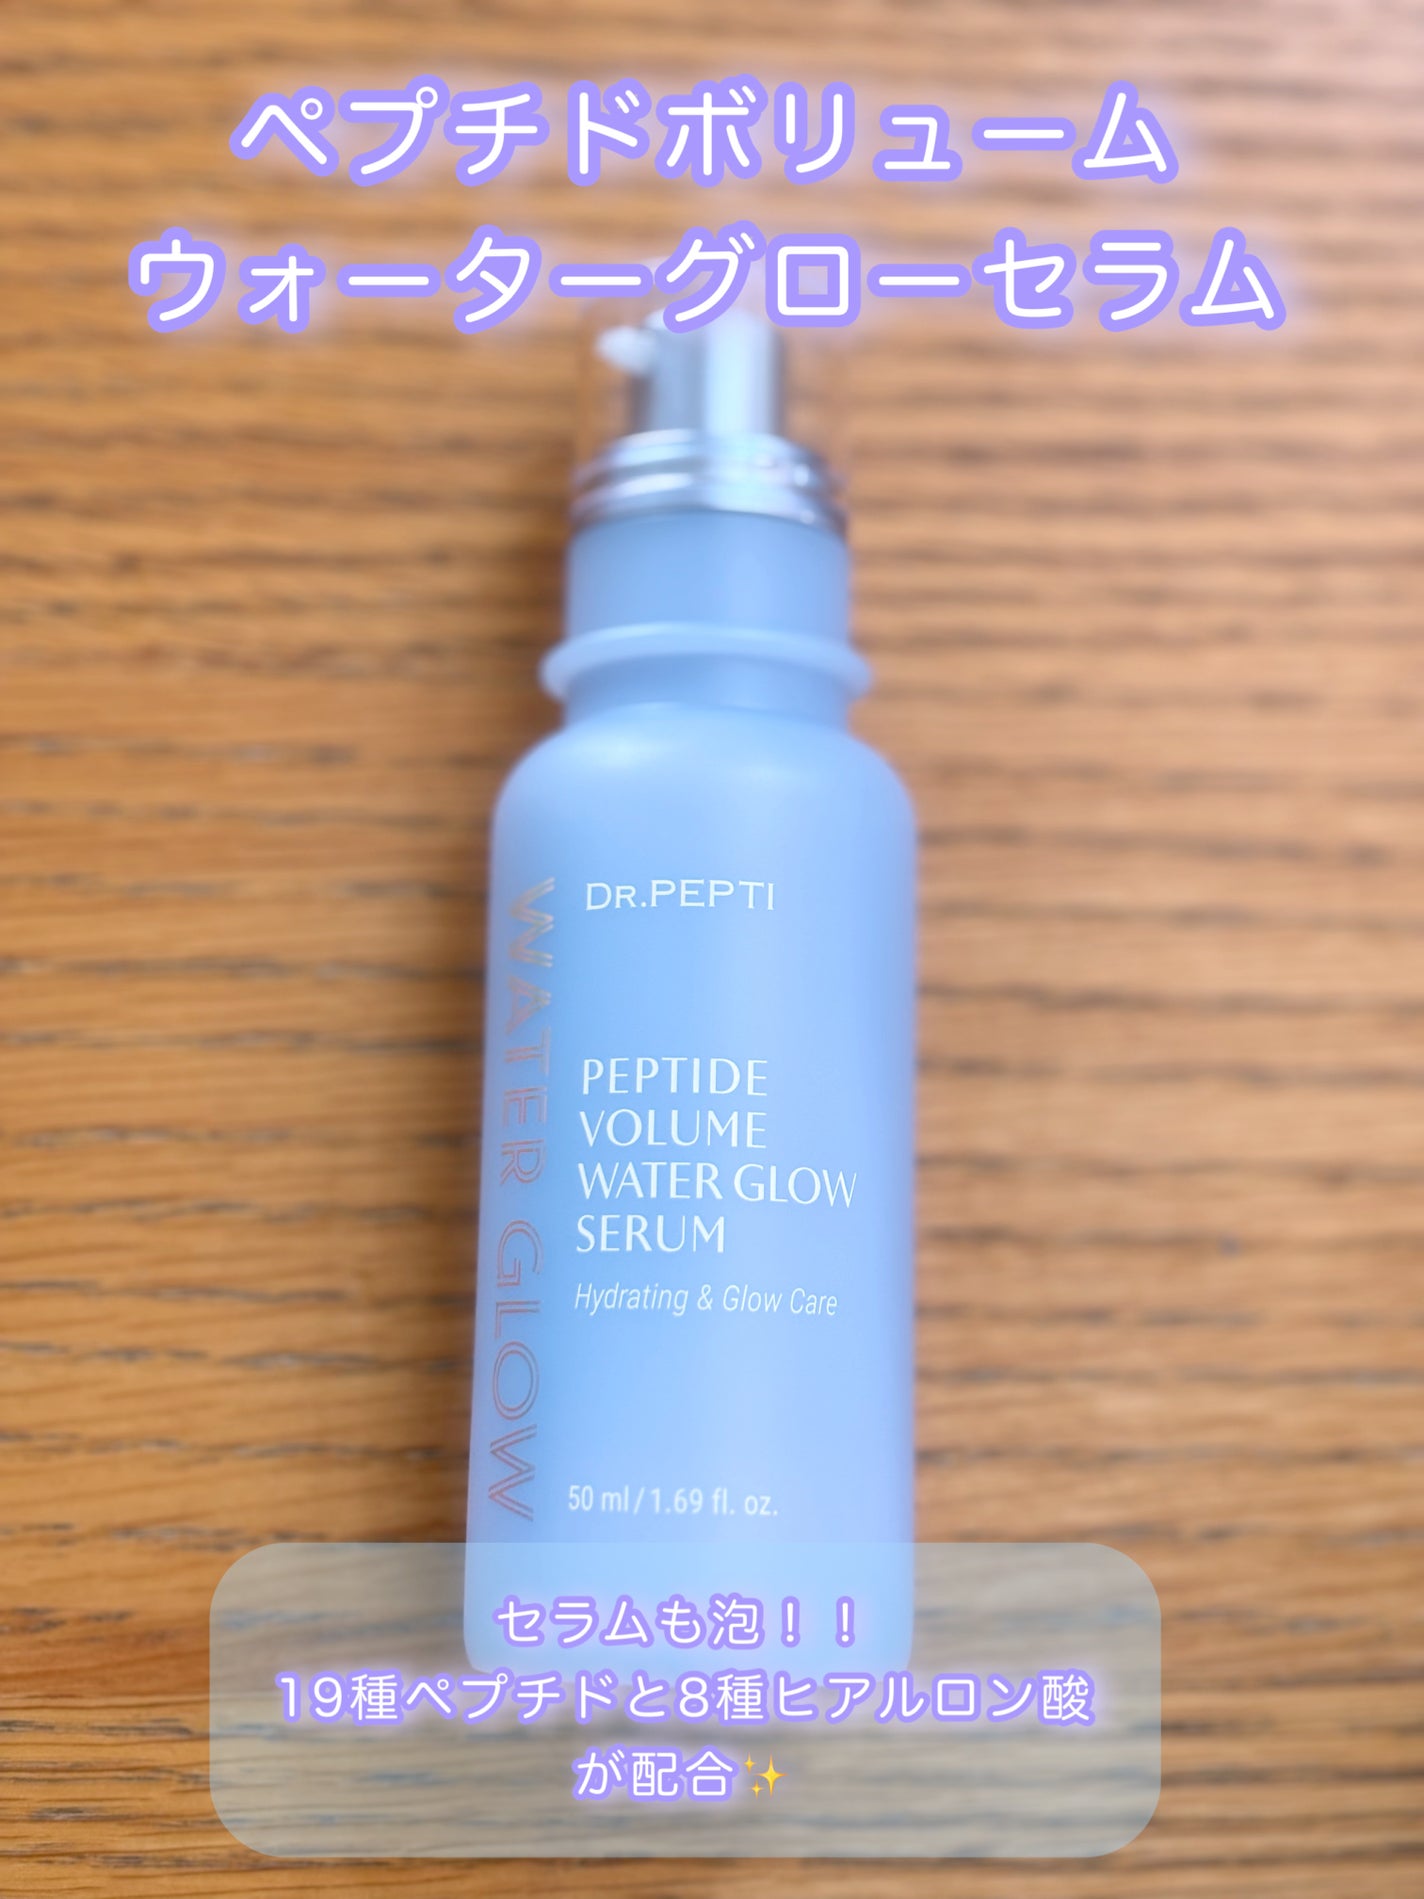 ペプチドボリューム
ウォーターグローセラム
DR.PEPTI
WATER GLOW
PEPTIDE
VOLUME
WATER GLOW
SERUM
Hydrating & Glow Care
50 ml / 1.69 fl. oz.
セラムも泡！！
19種ペプチドと8種ヒアルロン酸
が配合✨